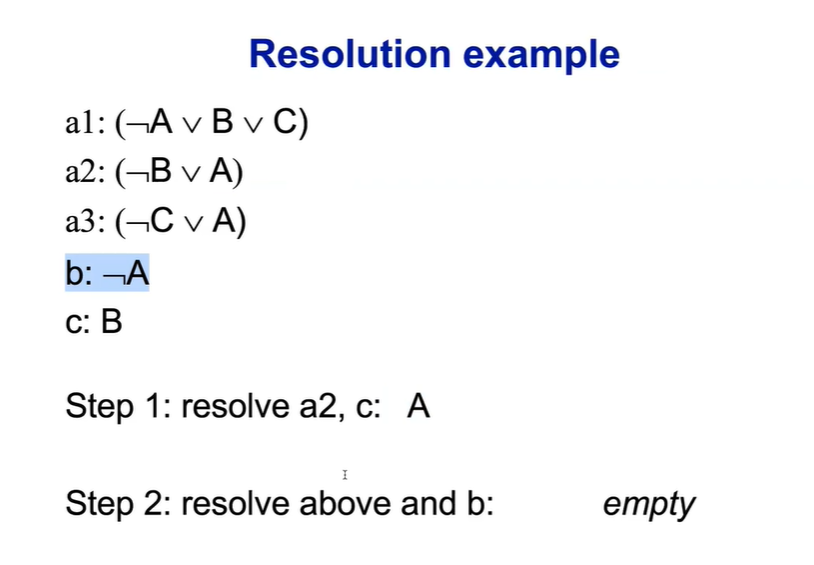 Resolution example
a1: (¬A ∨ B ∨ C)
a2: (¬B ∨ A)
a3: (¬C ∨ A)
b: ¬A
c: B
Step 1: resolve a2, c: A
Step 2: resolve above and b: empty